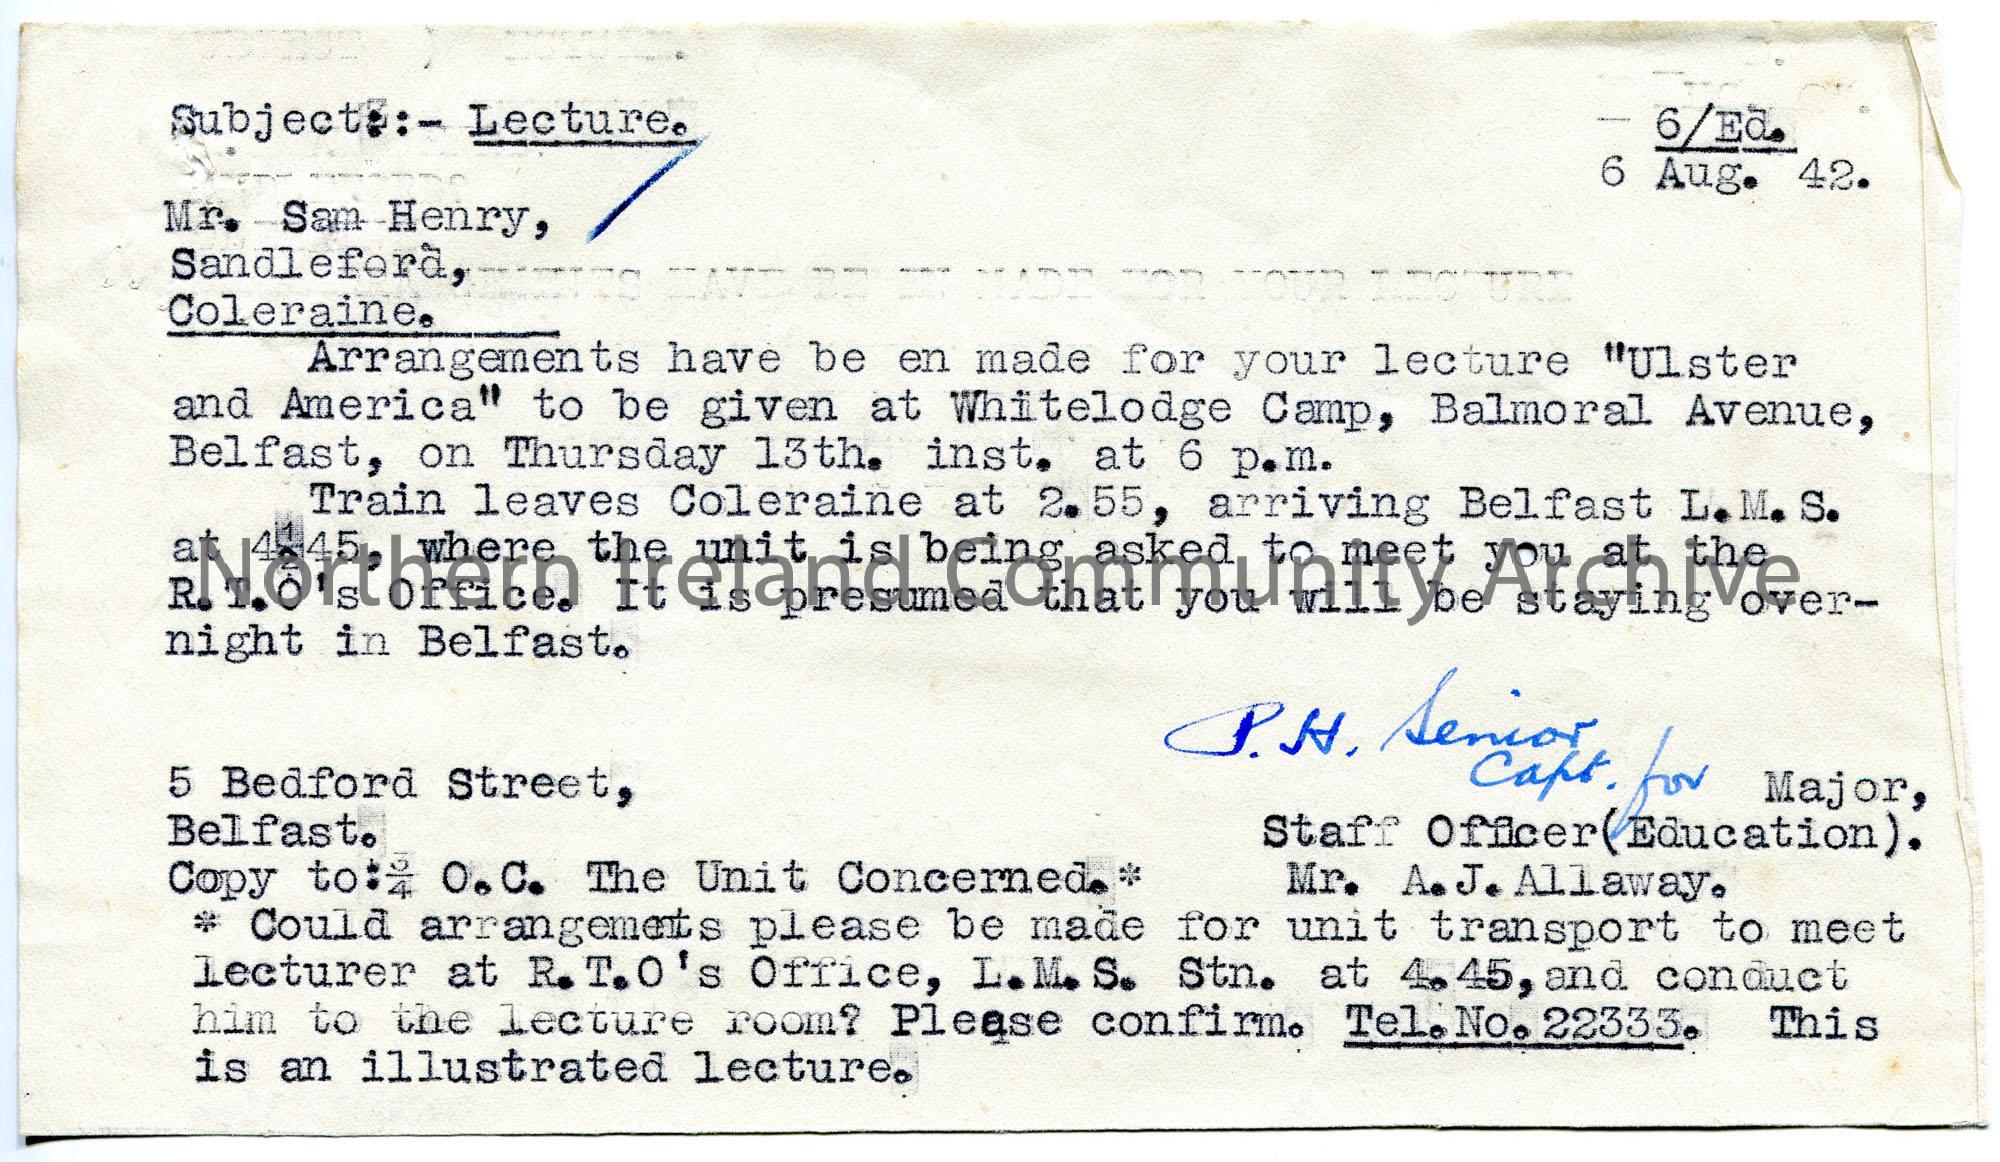 Subject::- Lecture.
6/Ed.
6 Aug. 42.
Mr. Sam Henry,
Sandleford,
Coleraine.
Arrangements have be en made for your lecture "Ulster
and America" to be given at Whitelodge Camp, Balmoral Avenue,
Belfast, on Thursday 13th. inst. at 6 p.m.
Train leaves Coleraine at 2.55, arriving Belfast L.M.S.
at 4.45, where the unit is being asked to meet you at the
R.T.O's Office. It is presumed that you will be staying over-
night in Belfast.
Northern Ireland Community Archive
P. H. Senior
Capt. for Major,
5 Bedford Street,
Belfast.
Staff Officer(Education).
Copy to:¾ O.C. The Unit Concerned.* Mr. A.J.Allaway.
* Could arrangements please be made for unit transport to meet
lecturer at R.T.O's Office, L.M.S. Stn. at 4.45,and conduct
him to the lecture room? Please confirm. Tel.No.22333. This
is an illustrated lecture.